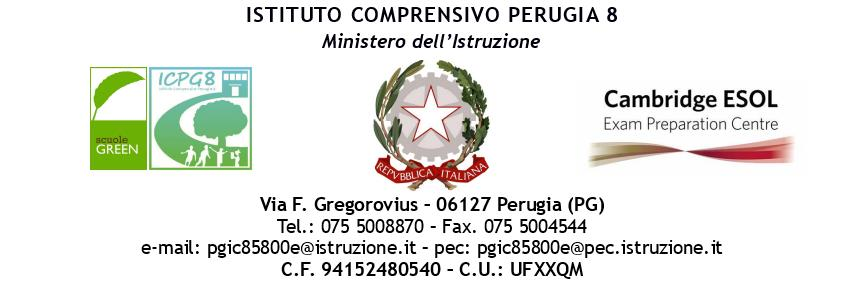 ISTITUTO COMPRENSIVO PERUGIA 8
Ministero dell’Istruzione
ICPG8
scuole
GREEN
REPVBBLICA ITALIANA
Cambridge ESOL
Exam Preparation Centre
Via F. Gregorovius – 06127 Perugia (PG)
Tel.: 075 5008870 – Fax. 075 5004544
e-mail: pgic85800e@istruzione.it – pec: pgic85800e@pec.istruzione.it
C.F. 94152480540 – C.U.: UFXXQM